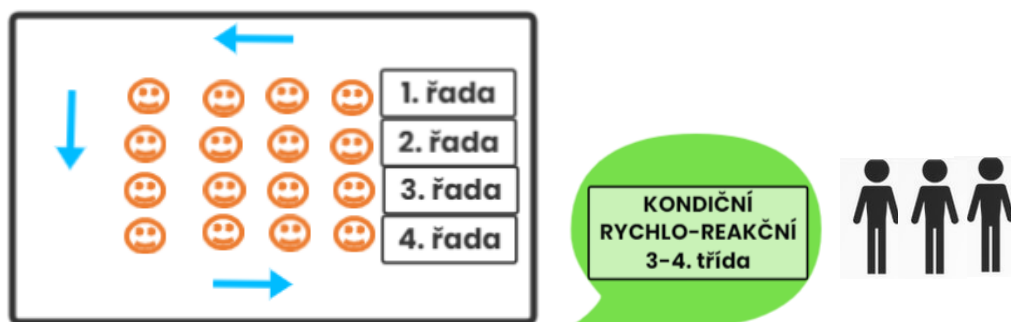 1. řada
2. řada
3. řada
4. řada
KONDIČNÍ
RYCHLO-REAKČNÍ
3-4. třída